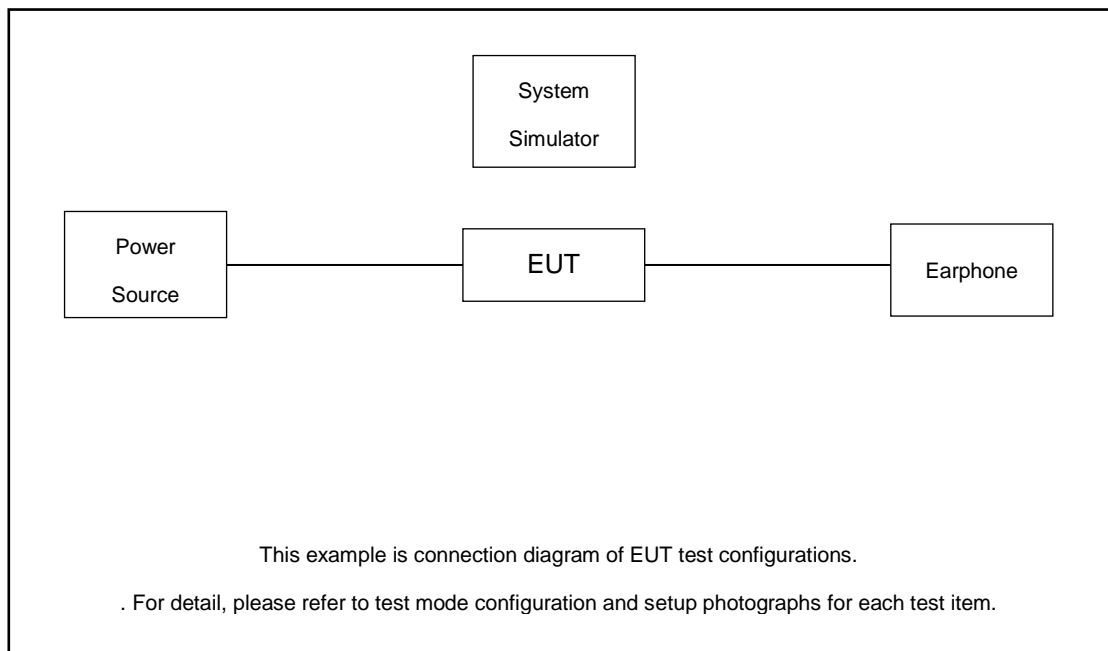 System
Simulator
Power
Source
EUT
Earphone
This example is connection diagram of EUT test configurations.
. For detail, please refer to test mode configuration and setup photographs for each test item.